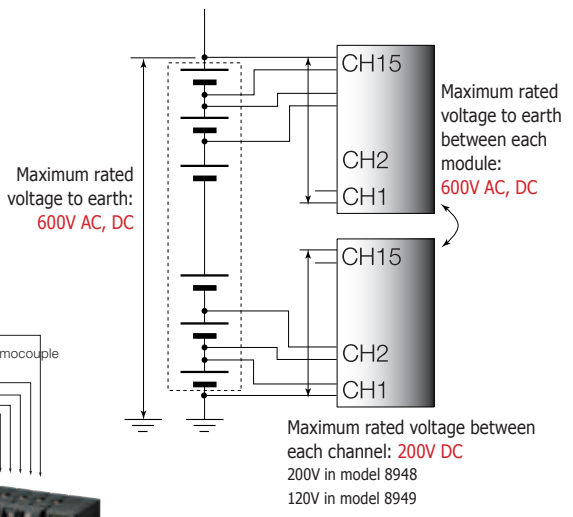 CH15
Maximum rated
voltage to earth
between each
module:
600V AC, DC
CH2
CH1
Maximum rated
voltage to earth:
600V AC, DC
CH15
CH2
CH1
mocouple
Maximum rated voltage between
each channel: 200V DC
200V in model 8948
120V in model 8949